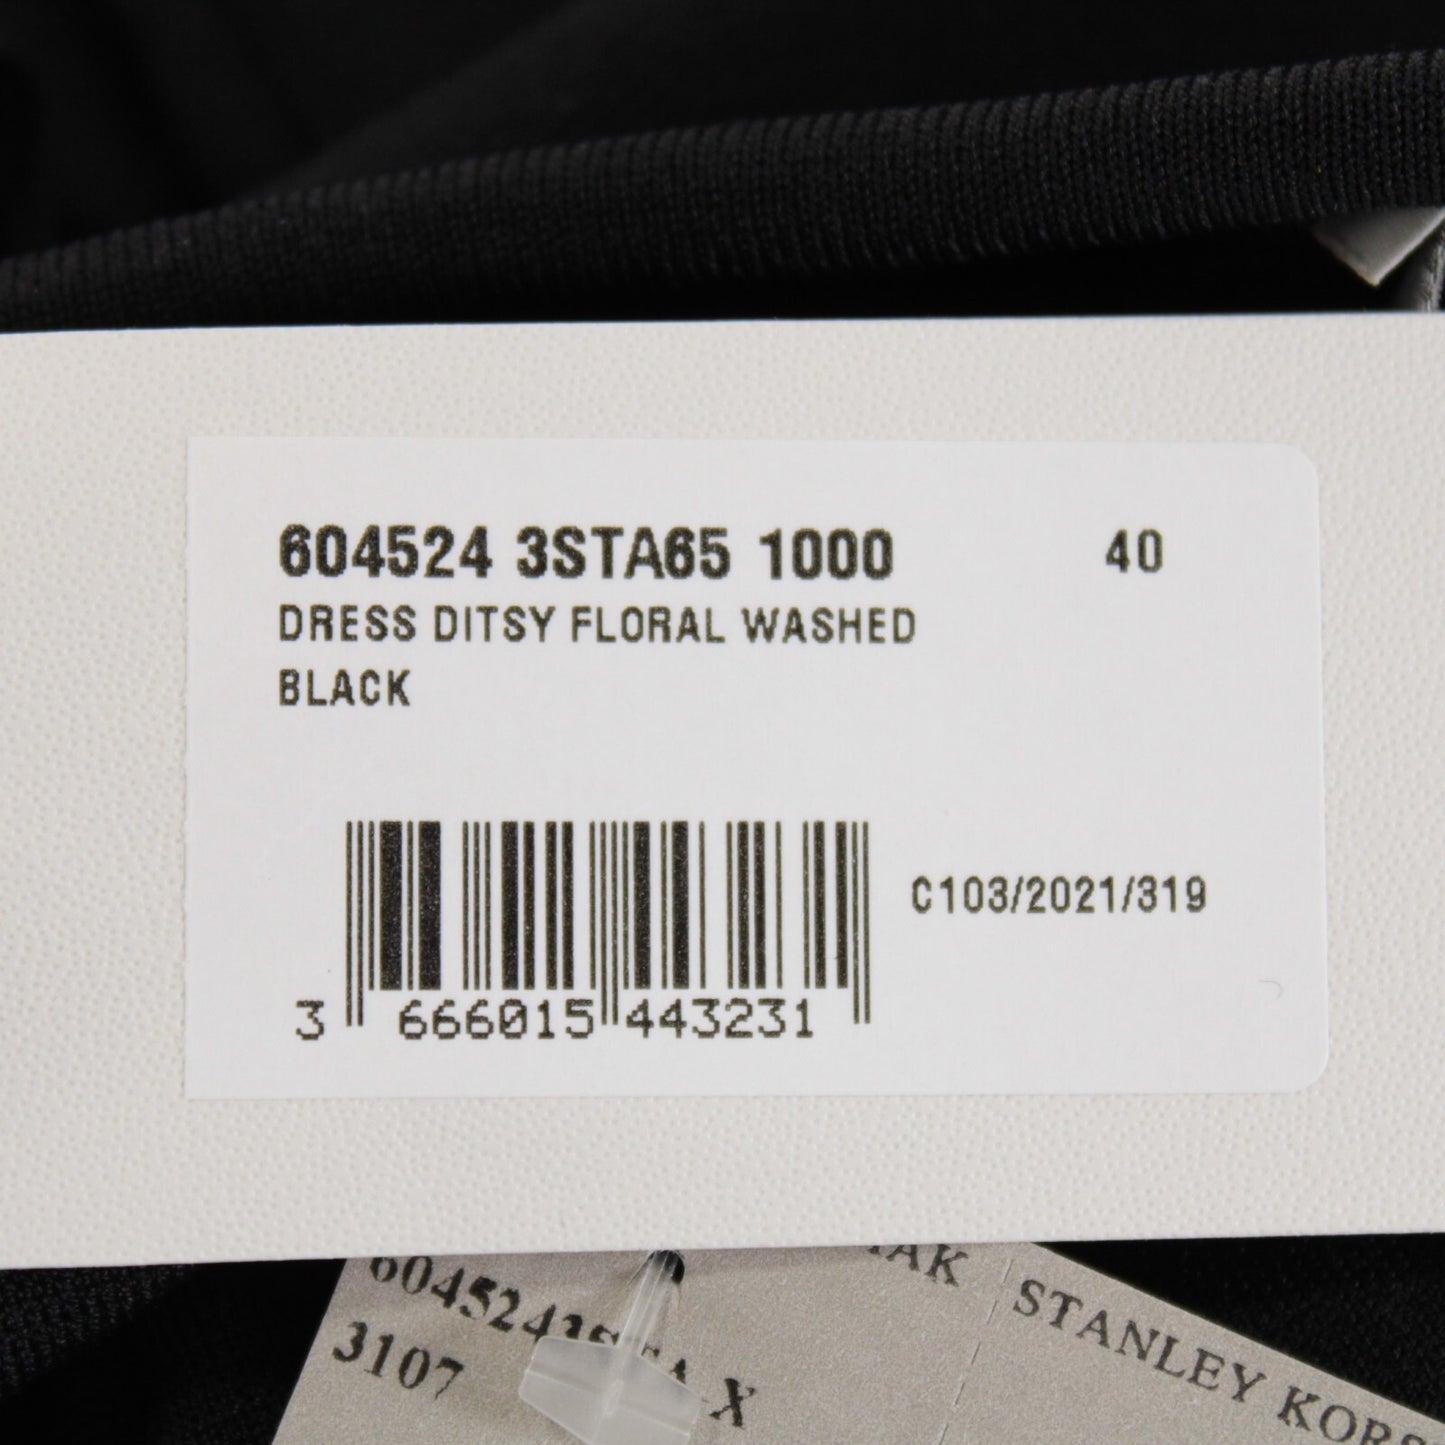 604524 3STA65 1000 40
DRESS DITSY FLORAL WASHED
BLACK
C103/2021/319
3 666015 443231
STANLEY
3107